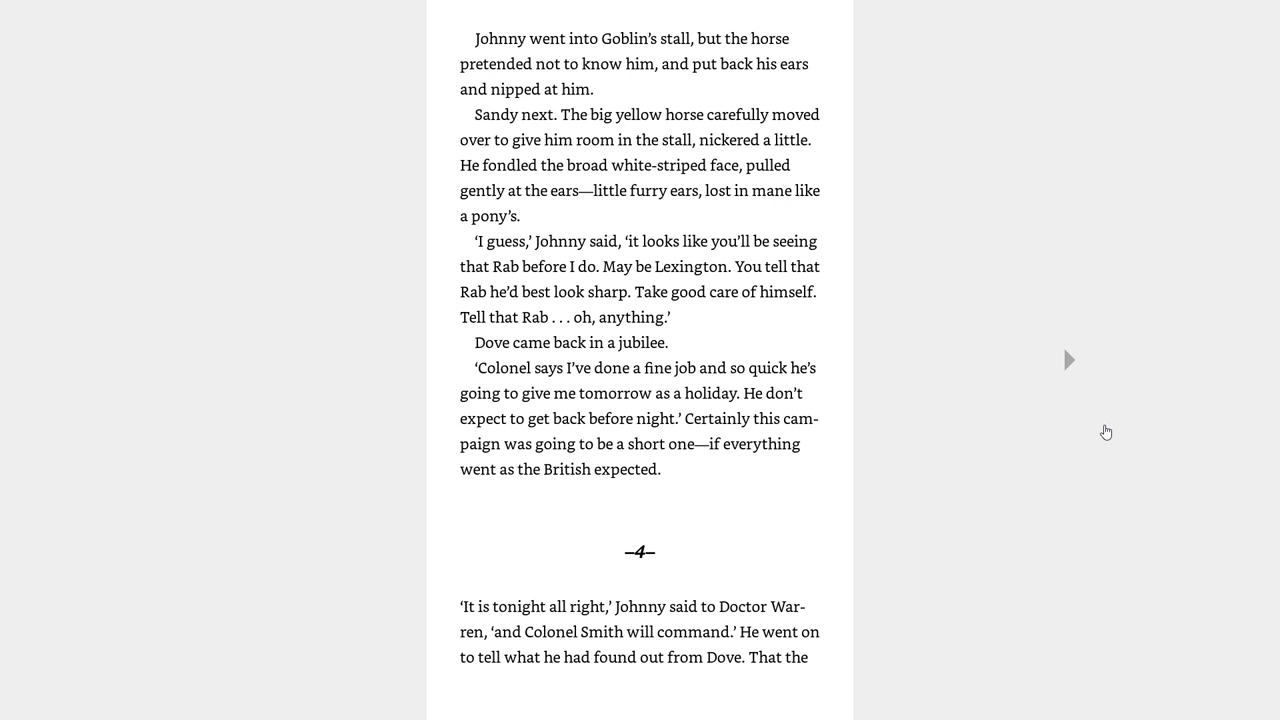 Johnny went into Goblin’s stall, but the horse
pretended not to know him, and put back his ears
and nipped at him.
Sandy next. The big yellow horse carefully moved
over to give him room in the stall, nickered a little.
He fondled the broad white-striped face, pulled
gently at the ears—little furry ears, lost in mane like
a pony’s.
‘I guess,’ Johnny said, ‘it looks like you’ll be seeing
that Rab before I do. May be Lexington. You tell that
Rab he’d best look sharp. Take good care of himself.
Tell that Rab . . . oh, anything.’
Dove came back in a jubilee.
‘Colonel says I’ve done a fine job and so quick he’s
going to give me tomorrow as a holiday. He don’t
expect to get back before night.’ Certainly this cam-
paign was going to be a short one—if everything
went as the British expected.
–4–
‘It is tonight all right,’ Johnny said to Doctor War-
ren, ‘and Colonel Smith will command.’ He went on
to tell what he had found out from Dove. That the